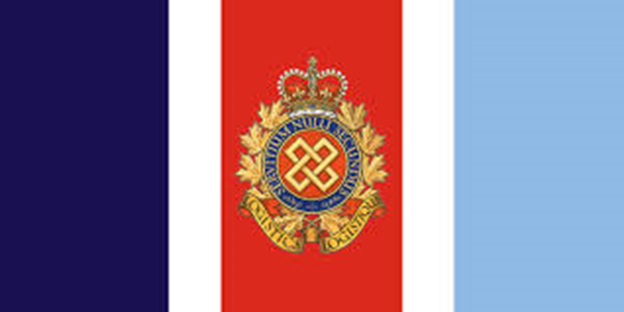 SERVITIUM NULLI SECUNDUS
LOGISTICS LOGISTIQUE